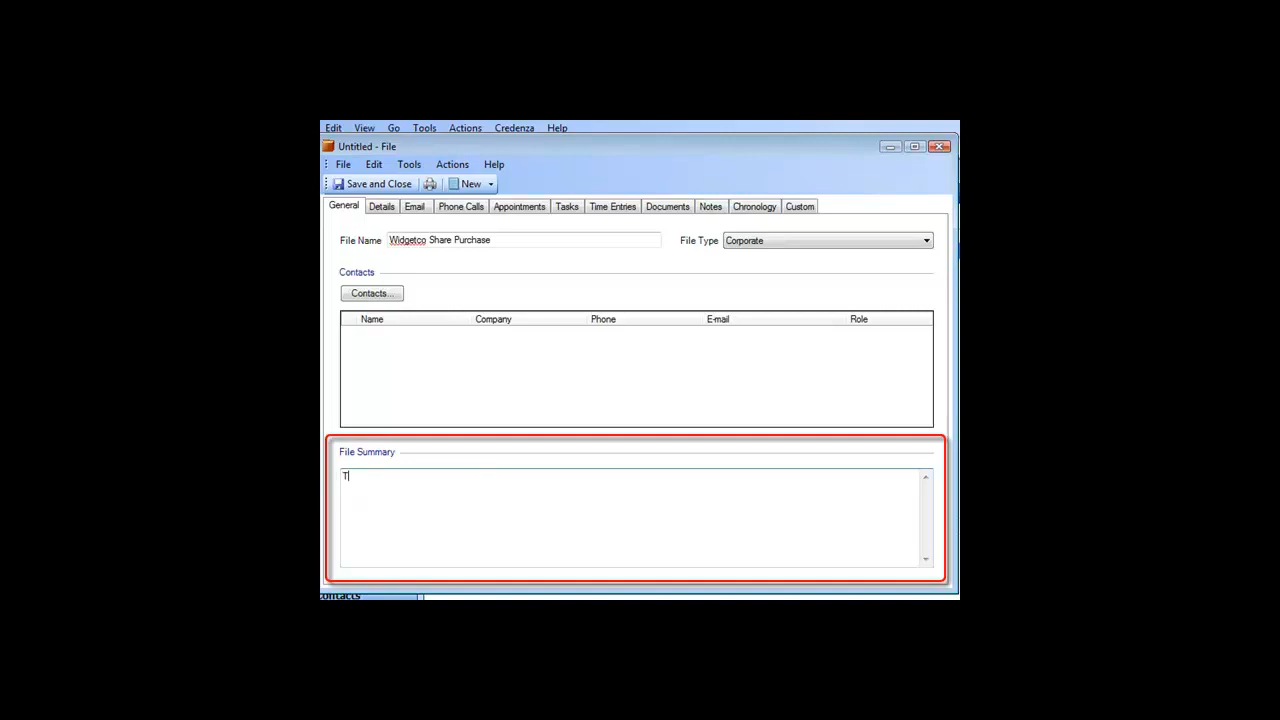 Edit View Go Tools Actions Credenza Help
Untitled - File
File Edit Tools Actions Help
Save and Close New
General Details Email Phone Calls Appointments Tasks Time Entries Documents Notes Chronology Custom
File Name Widgetco Share Purchase File Type Corporate
Contacts
Contacts...
Name Company Phone E-mail Role
File Summary
T
Contacts